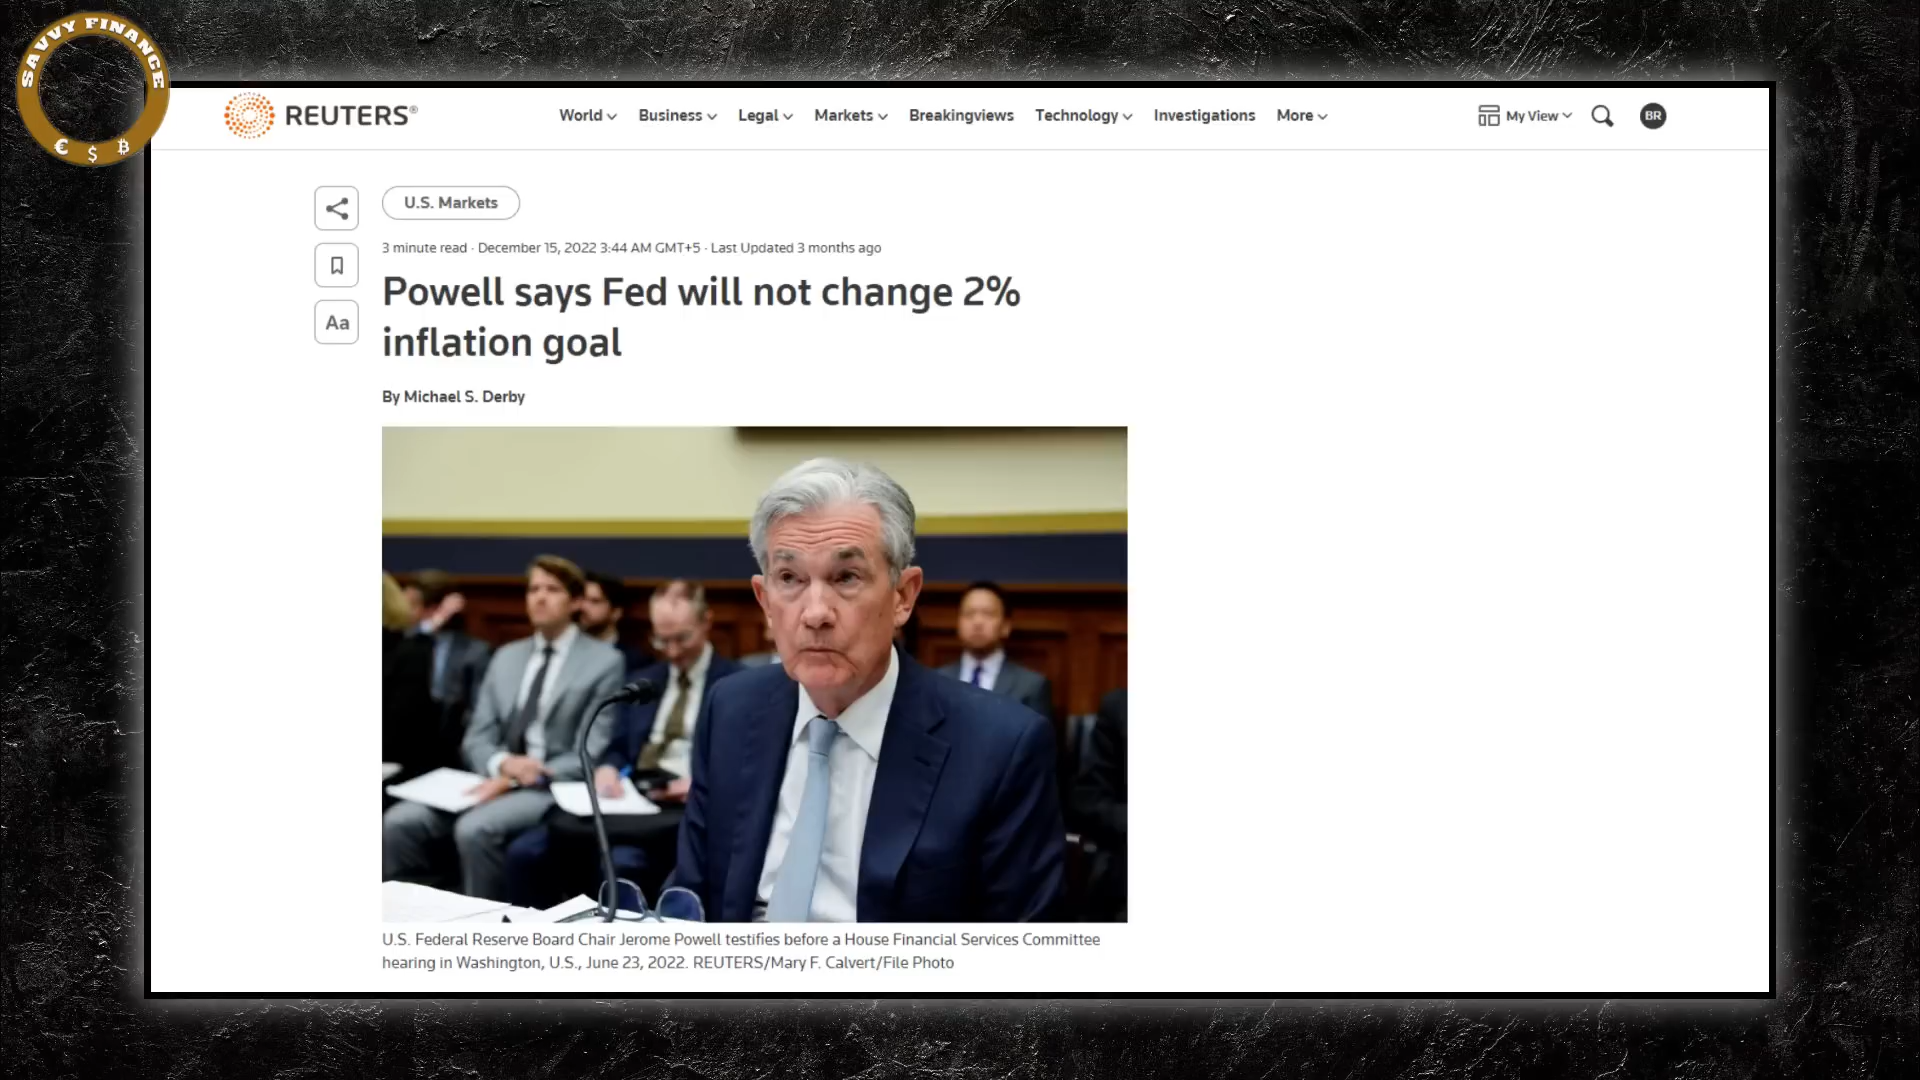 SAVVY FINANCE
€ $ ₿
REUTERS®
World Business Legal Markets Breakingviews Technology Investigations More
My View
BR
U.S. Markets
3 minute read · December 15, 2022 3:44 AM GMT+5 · Last Updated 3 months ago
Powell says Fed will not change 2%
inflation goal
Aa
By Michael S. Derby
U.S. Federal Reserve Board Chair Jerome Powell testifies before a House Financial Services Committee
hearing in Washington, U.S., June 23, 2022. REUTERS/Mary F. Calvert/File Photo